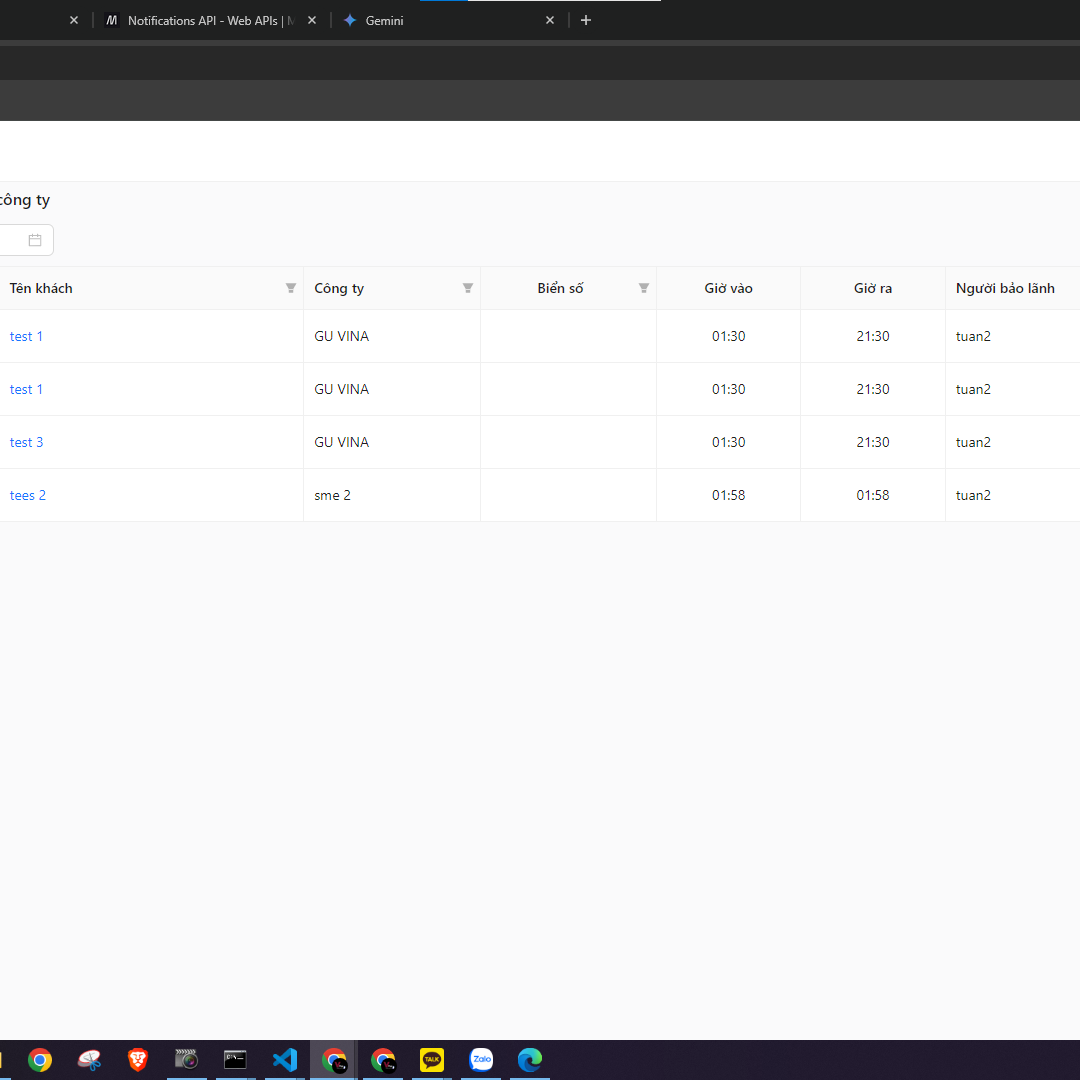 Notifications API - Web APIs | M
Gemini
công ty
Tên khách Công ty Biển số Giờ vào Giờ ra Người bảo lãnh
test 1 GU VINA 01:30 21:30 tuan2
test 1 GU VINA 01:30 21:30 tuan2
test 3 GU VINA 01:30 21:30 tuan2
tees 2 sme 2 01:58 01:58 tuan2
TALK
Zalo